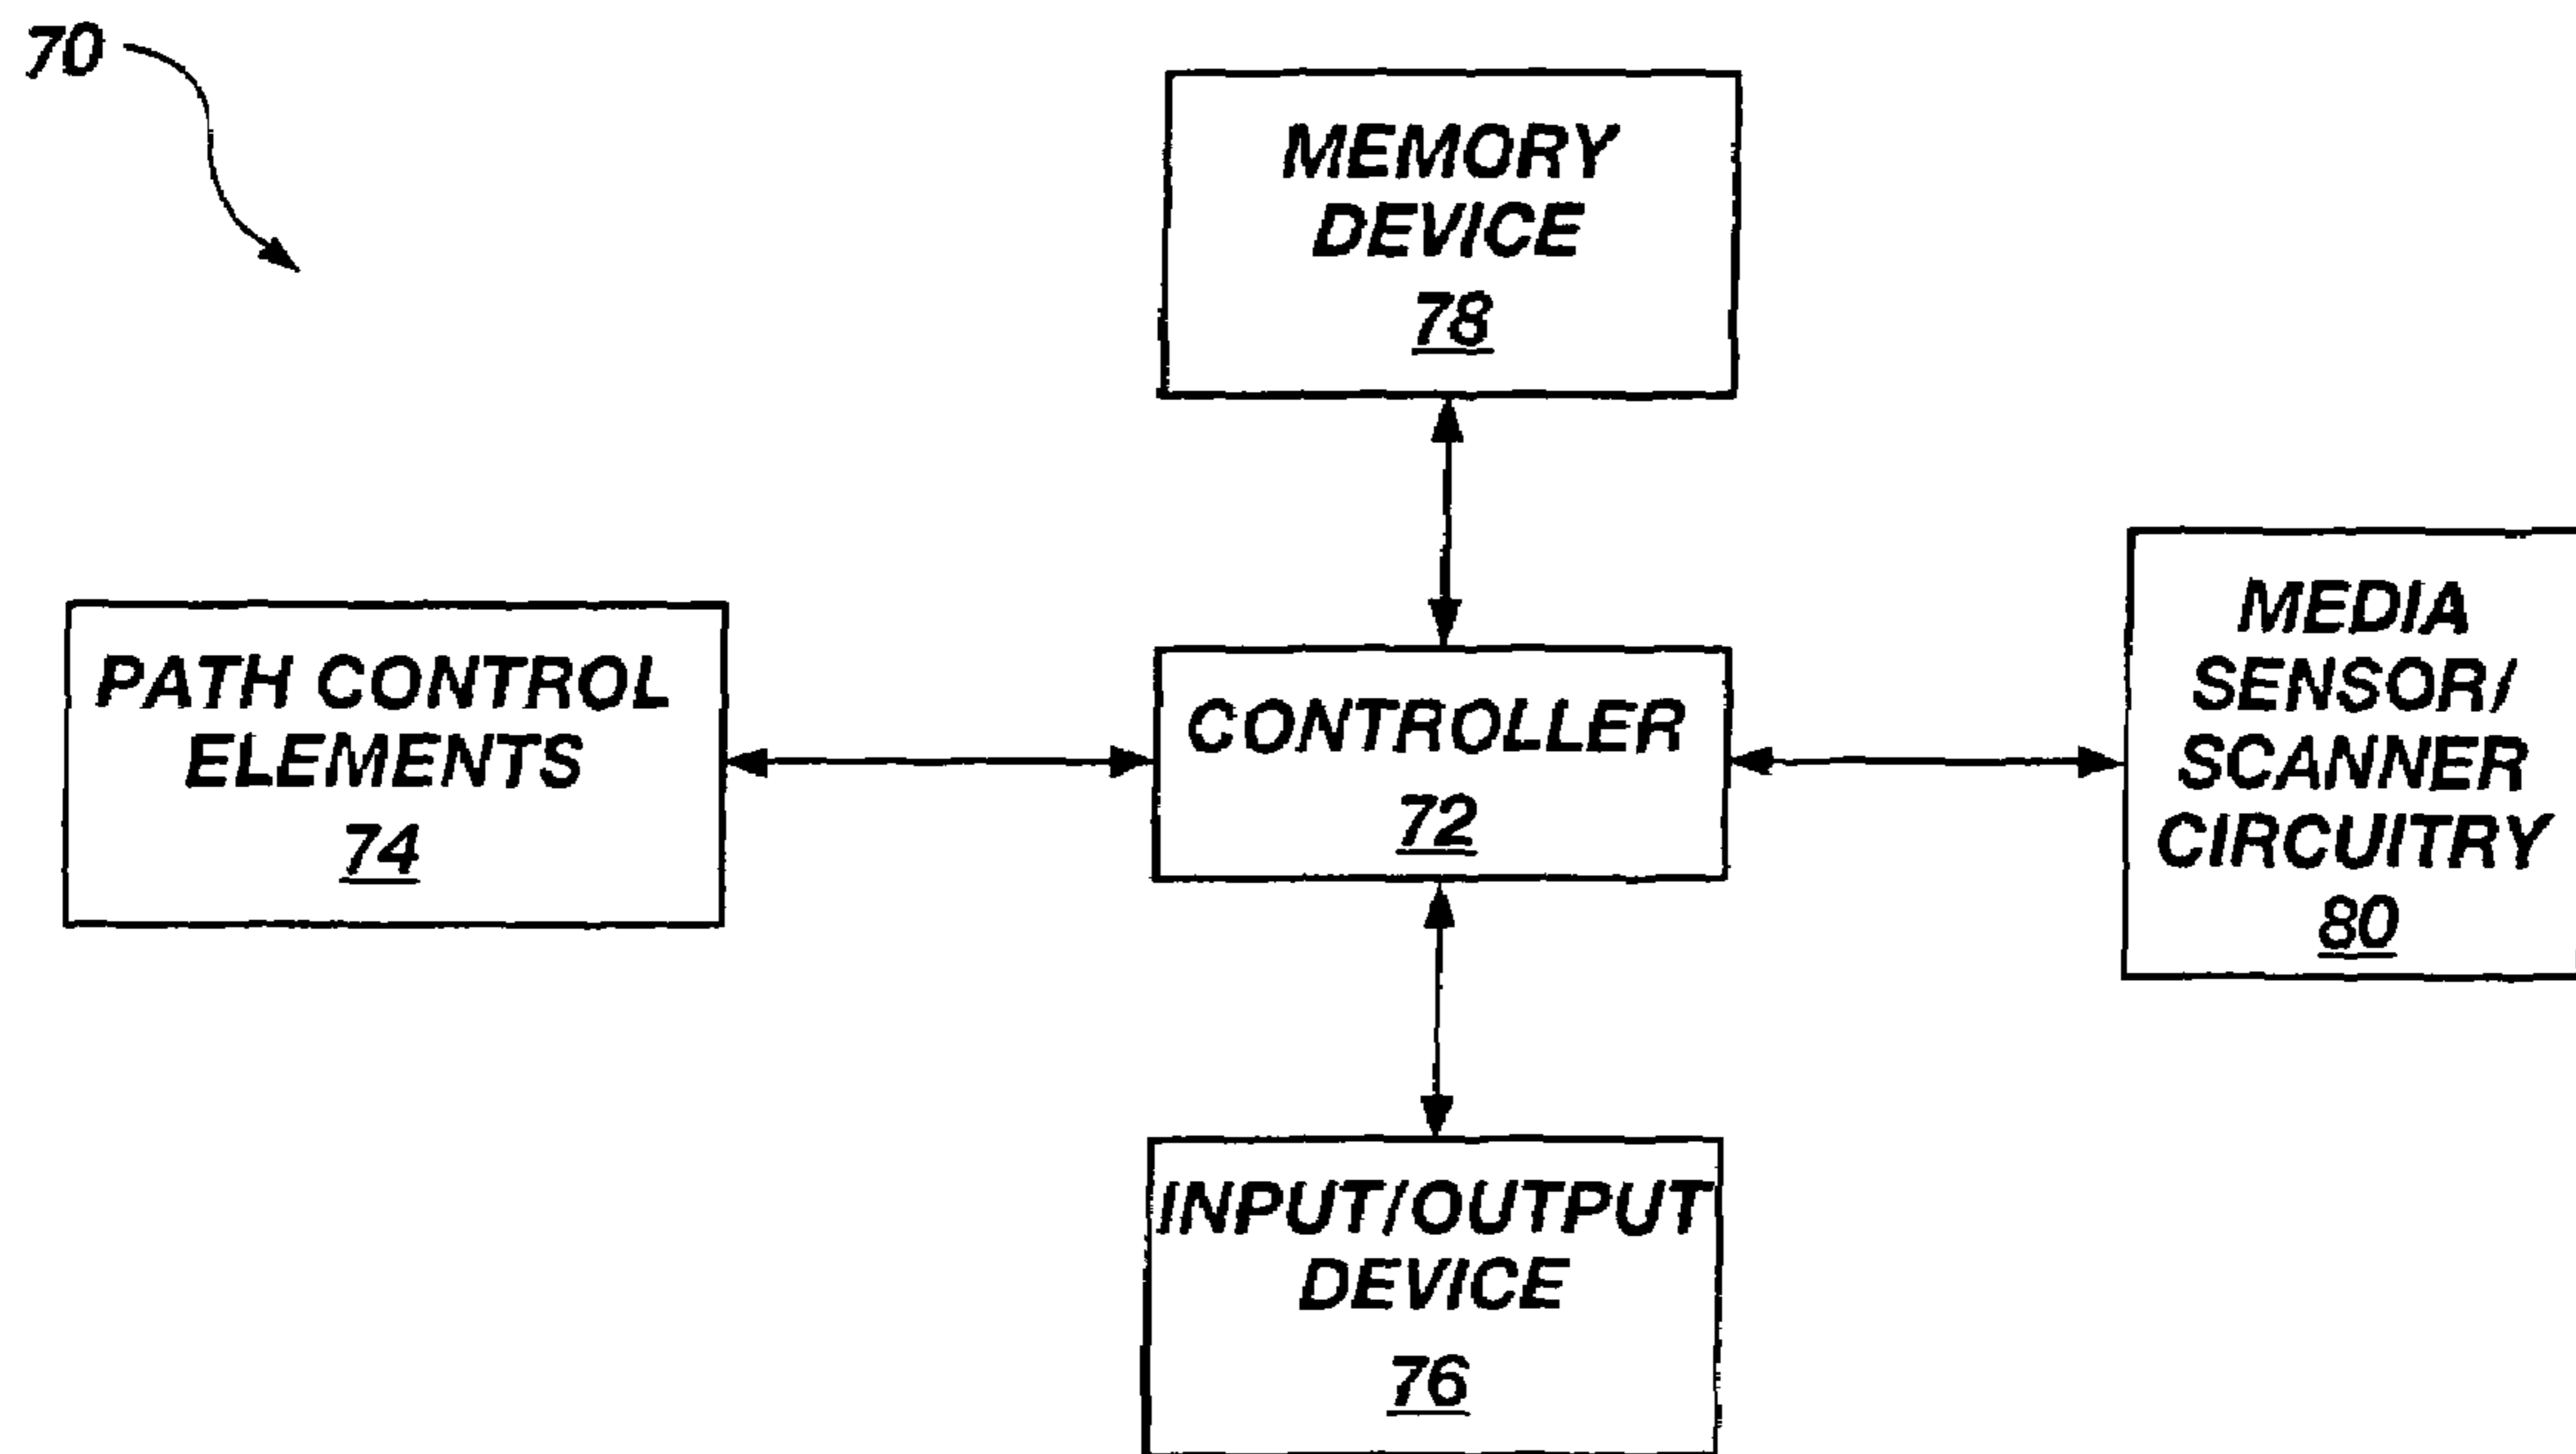 70
MEMORY
DEVICE
78
PATH CONTROL
ELEMENTS
74
CONTROLLER
72
MEDIA
SENSOR/
SCANNER
CIRCUITRY
80
INPUT/OUTPUT
DEVICE
76